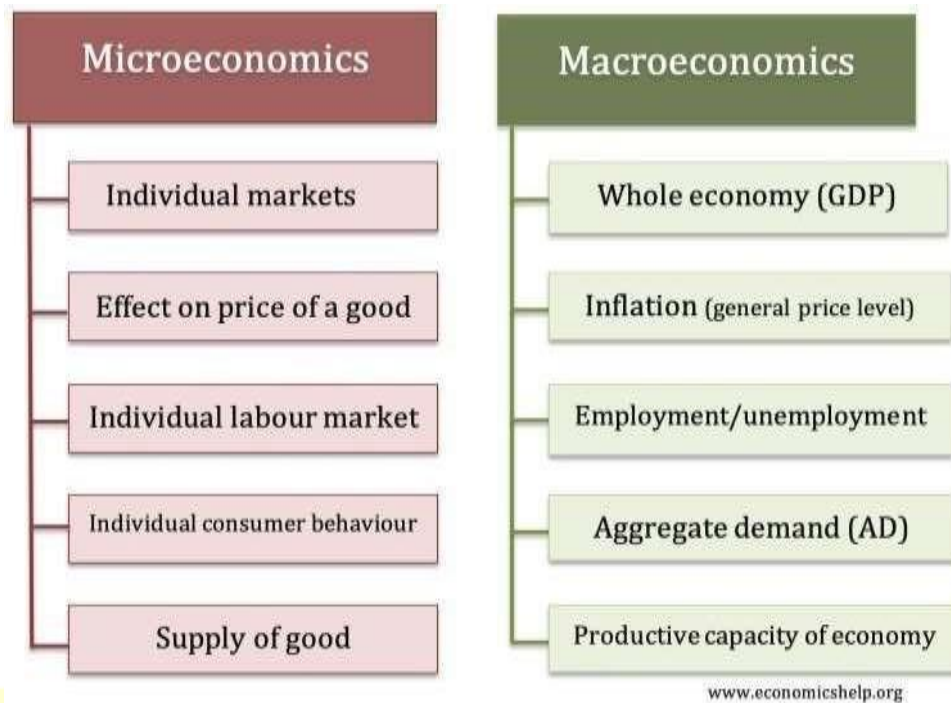 Microeconomics
Individual markets
Effect on price of a good
Individual labour market
Individual consumer behaviour
Supply of good
Macroeconomics
Whole economy (GDP)
Inflation (general price level)
Employment/unemployment
Aggregate demand (AD)
Productive capacity of economy
www.economicshelp.org